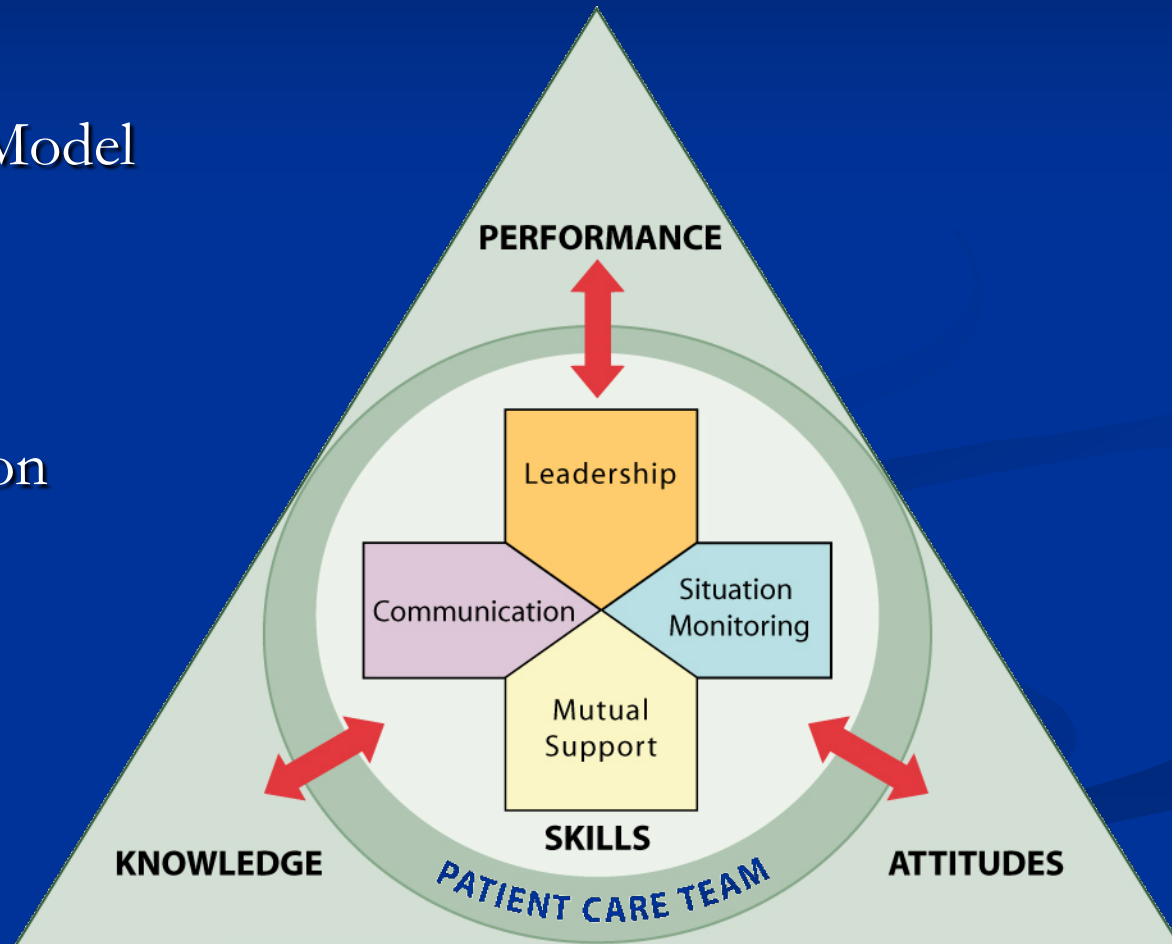 Model
PERFORMANCE
on
Leadership
Communication
Situation
Monitoring
Mutual
Support
SKILLS
KNOWLEDGE
ATTITUDES
PATIENT CARE TEAM